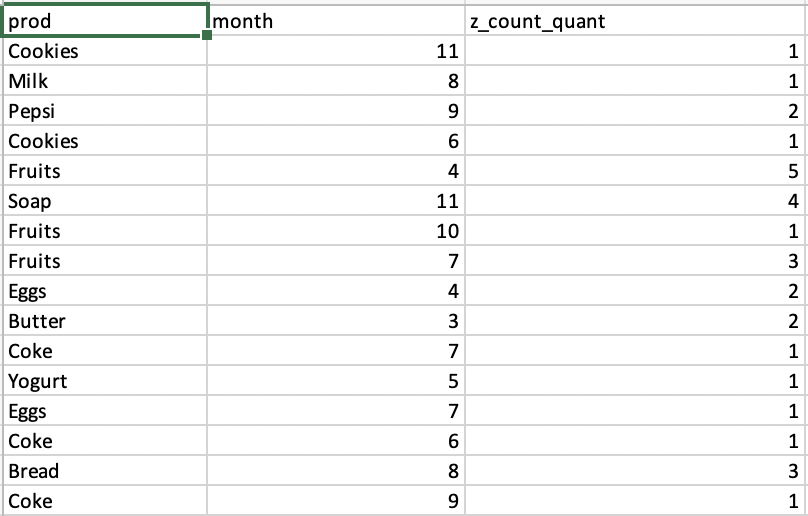 prod month z_count_quant
Cookies 11 1
Milk 8 1
Pepsi 9 2
Cookies 6 1
Fruits 4 5
Soap 11 4
Fruits 10 1
Fruits 7 3
Eggs 4 2
Butter 3 2
Coke 7 1
Yogurt 5 1
Eggs 7 1
Coke 6 1
Bread 8 3
Coke 9 1